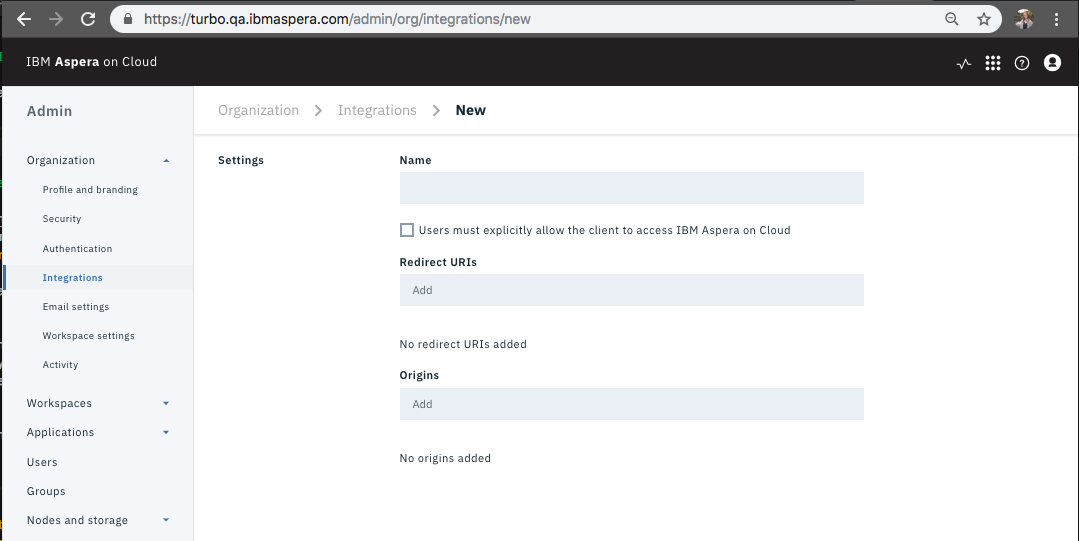 https://turbo.qa.ibmaspera.com/admin/org/integrations/new
IBM Aspera on Cloud
Admin
Organization
Profile and branding
Security
Authentication
Integrations
Email settings
Workspace settings
Activity
Workspaces
Applications
Users
Groups
Nodes and storage
Organization > Integrations > New
Settings
Name
Users must explicitly allow the client to access IBM Aspera on Cloud
Redirect URIs
Add
No redirect URIs added
Origins
Add
No origins added